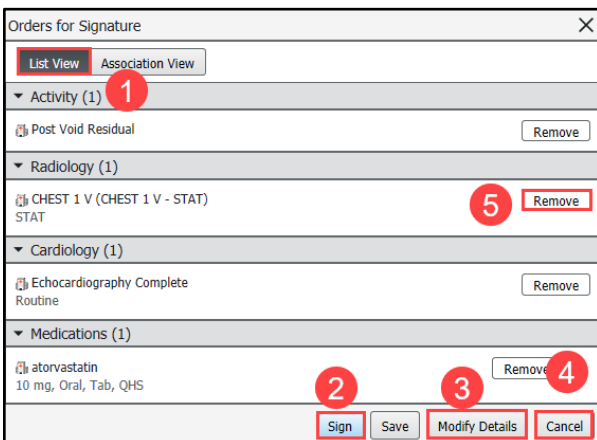 Orders for Signature
List View Association View
1
Activity (1)
Post Void Residual Remove
Radiology (1)
CHEST 1 V (CHEST 1 V - STAT) 5 Remove
STAT
Cardiology (1)
Echocardiography Complete Remove
Routine
Medications (1)
atorvastatin Remove 4
10 mg, Oral, Tab, QHS 2 3
Sign Save Modify Details Cancel